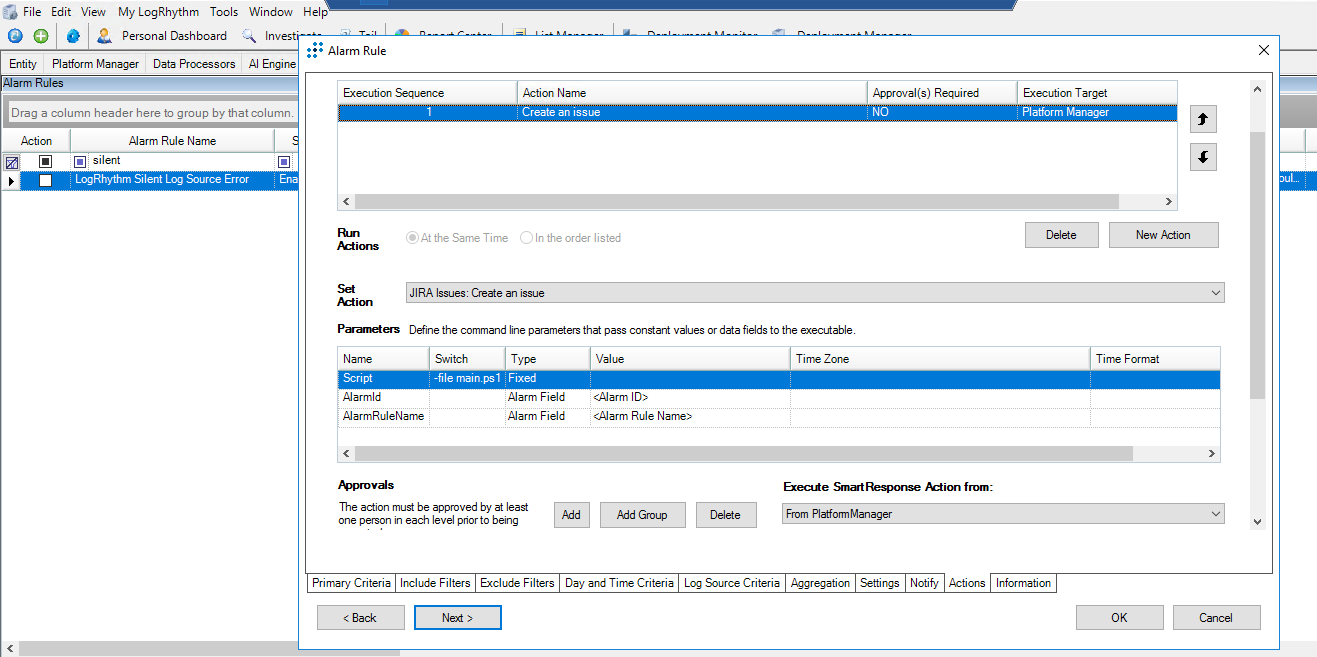 File Edit View My LogRhythm Tools Window Help
Personal Dashboard Investigate Tail Report Center List Manager Deployment Monitor Deployment Manager
Alarm Rule
Entity Platform Manager Data Processors AI Engine
Alarm Rules
Drag a column header here to group by that column.
Action Alarm Rule Name S
silent
LogRhythm Silent Log Source Error Ena
oul...
Execution Sequence Action Name Approval(s) Required Execution Target
1 Create an issue NO Platform Manager
Run
Actions
At the Same Time In the order listed
Delete New Action
Set
Action
JIRA Issues: Create an issue
Parameters Define the command line parameters that pass constant values or data fields to the executable.
Name Switch Type Value Time Zone Time Format
Script -file main.ps1 Fixed
AlarmId Alarm Field <Alarm ID>
AlarmRuleName Alarm Field <Alarm Rule Name>
Approvals
The action must be approved by at least
one person in each level prior to being
Add Add Group Delete
Execute SmartResponse Action from:
From PlatformManager
Primary Criteria Include Filters Exclude Filters Day and Time Criteria Log Source Criteria Aggregation Settings Notify Actions Information
< Back Next > OK Cancel